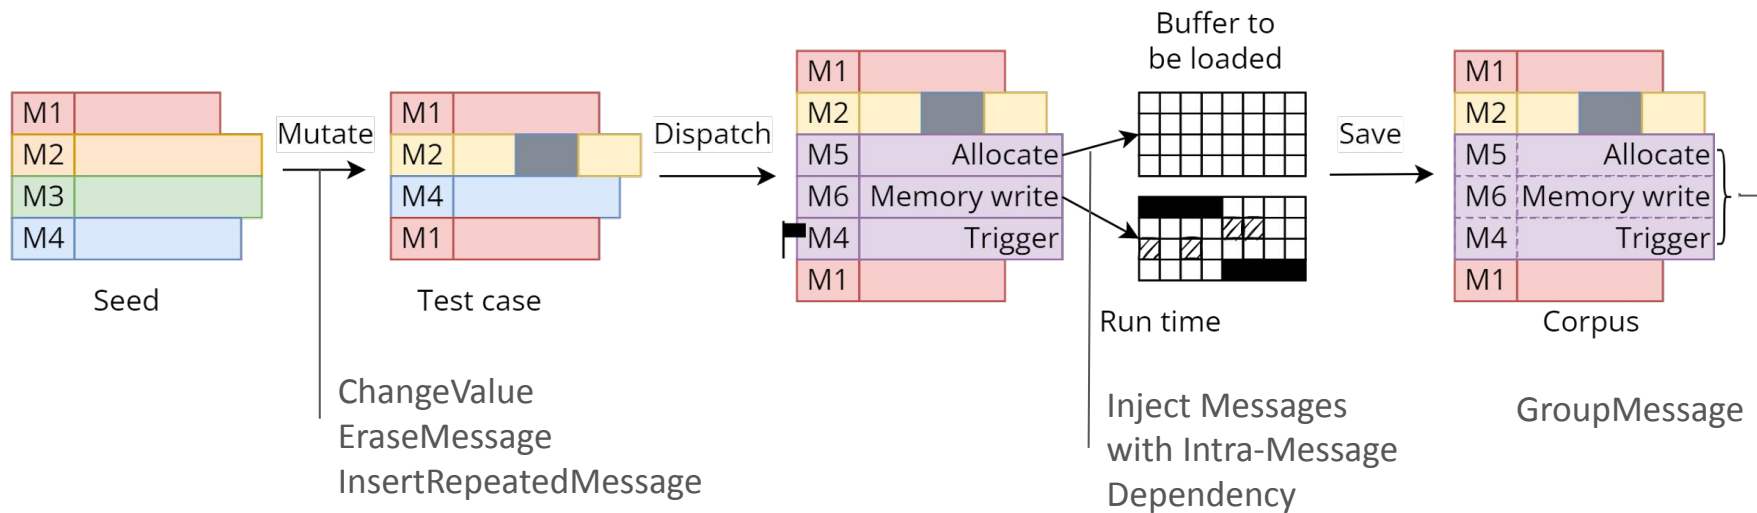 M1
M2
M3
M4
Seed
Mutate
ChangeValue
EraseMessage
InsertRepeatedMessage
M1
M2
M4
M1
Test case
Dispatch
M1
M2
M5 Allocate
M6 Memory write
M4 Trigger
M1
Buffer to
be loaded
Run time
Inject Messages
with Intra-Message
Dependency
Save
M1
M2
M5 Allocate
M6 Memory write
M4 Trigger
M1
Corpus
GroupMessage